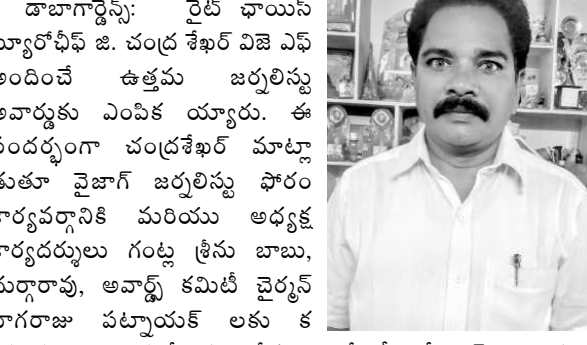 డాబాగార్డెన్స్: రైట్ ఛాయిస్
బ్యూరోఛీఫ్ జి. చంద్ర శేఖర్ విజె ఎఫ్
అందించే ఉత్తమ జర్నలిస్టు
అవార్డుకు ఎంపిక య్యారు. ఈ
సందర్భంగా చంద్రశేఖర్ మాట్లా
డుతూ వైజాగ్ జర్నలిస్టు ఫోరం
కార్యవర్గానికి మరియు అధ్యక్ష
కార్యదర్శులు గంట్ల శ్రీను బాబు,
దుర్గారావు, అవార్డ్స్ కమిటీ చైర్మన్
నాగరాజు పట్నాయక్ లకు క